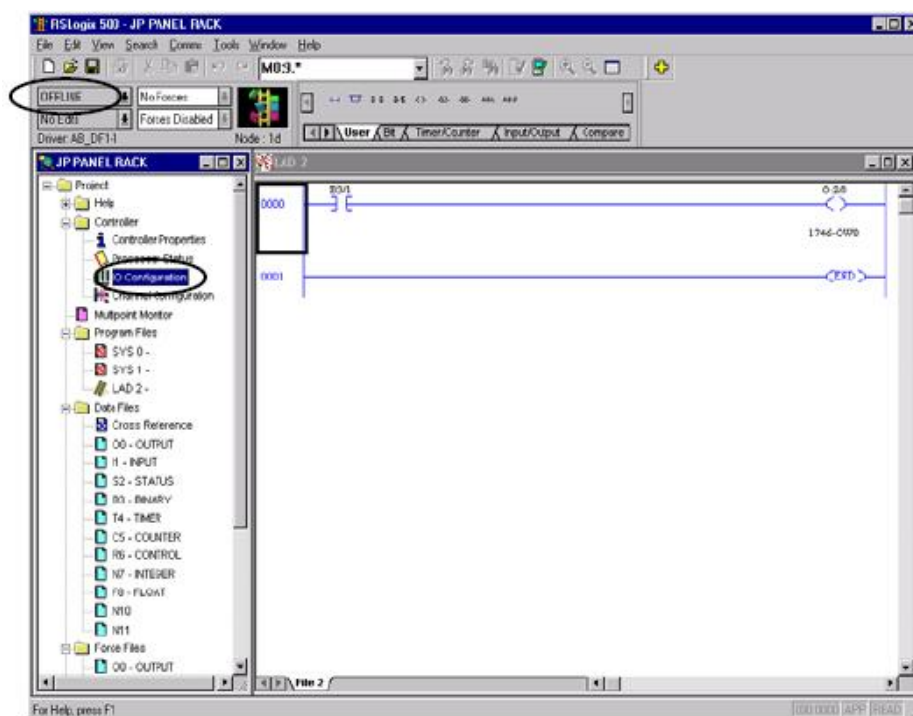 RSLogix 500 - JP PANEL RACK
File Edit View Search Comms Tools Window Help
M0:3.*
OFFLINE No Forces
No Edits Forces Disabled
Driver: AB_DF1-1 Node : 1d
User Bit Timer/Counter Input/Output Compare
JP PANEL RACK
LAD 2
Project
Help
Controller
Controller Properties
Processor Status
IO Configuration
Channel Configuration
Multipoint Monitor
Program Files
SYS 0 -
SYS 1 -
LAD 2 -
Data Files
Cross Reference
O0 - OUTPUT
I1 - INPUT
S2 - STATUS
B3 - BINARY
T4 - TIMER
C5 - COUNTER
R6 - CONTROL
N7 - INTEGER
F8 - FLOAT
N10
N11
Force Files
O0 - OUTPUT
0000
B3/1
O:2/0
0001
END
File 2
For Help, press F1
APP READ